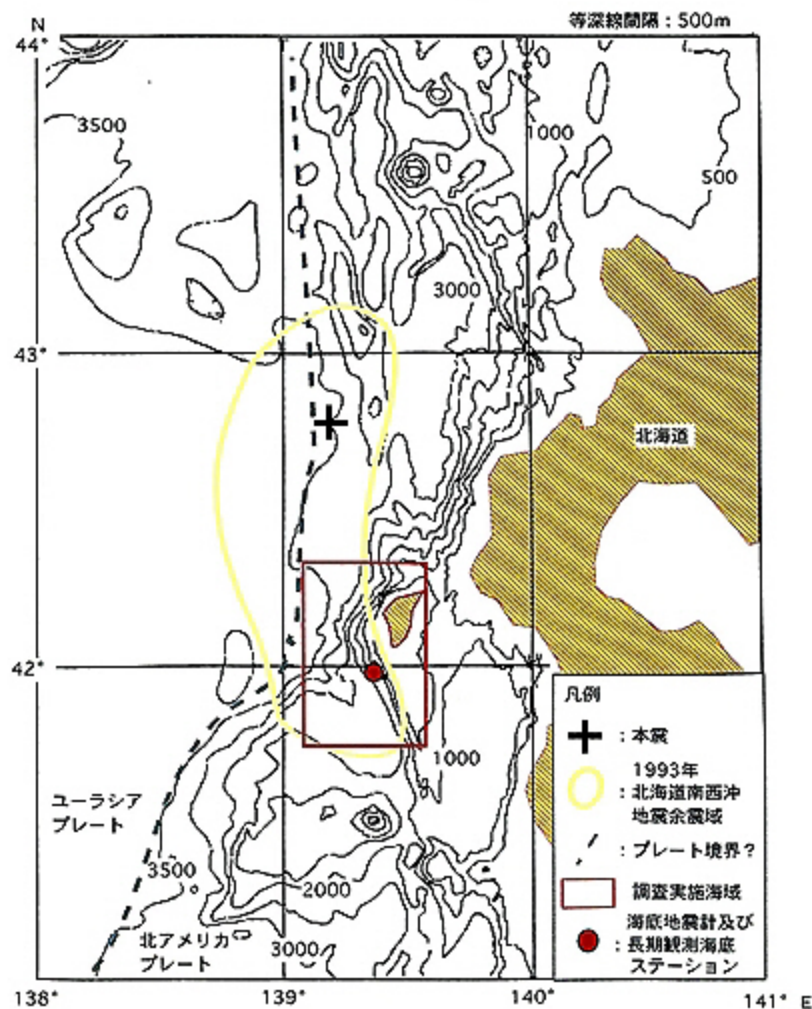 等深線間隔：500m
N
44°
3500
1000
500
3000
43°
北海道
42°
1000
ユーラシア
プレート
3500
2000
北アメリカ
プレート
3000
凡例
：本震
1993年
：北海道南西沖
地震余震域
：プレート境界？
調査実施海域
海底地震計及び
：長期観測海底
ステーション
138°
139°
140°
141° E